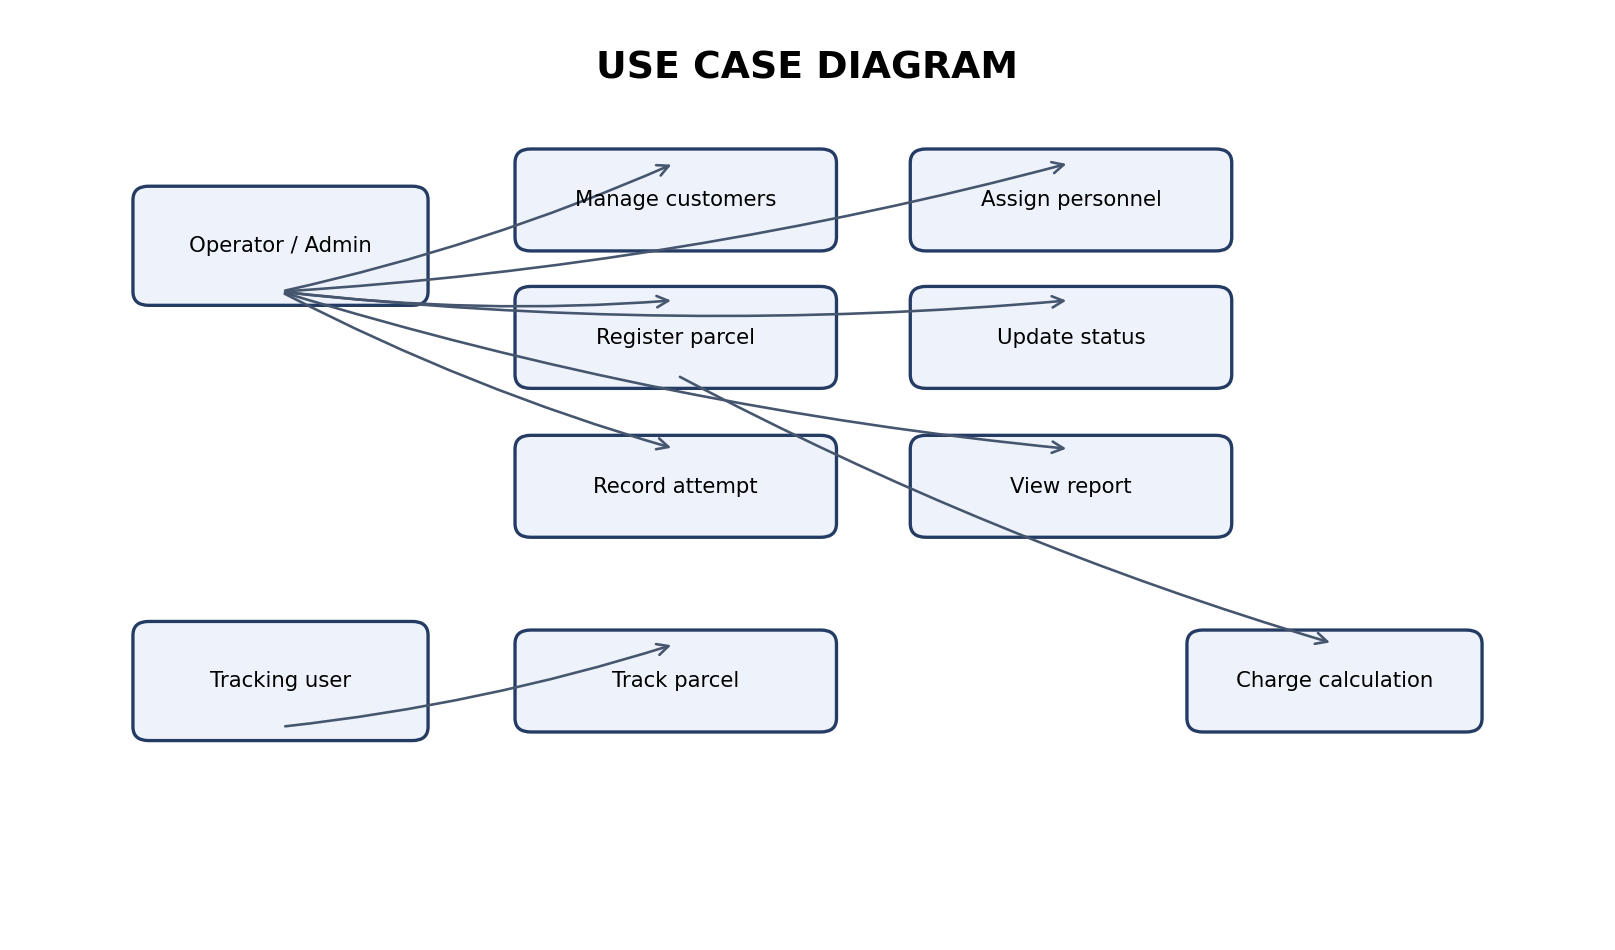 USE CASE DIAGRAM
Operator / Admin
Manage customers
Assign personnel
Register parcel
Update status
Record attempt
View report
Tracking user
Track parcel
Charge calculation